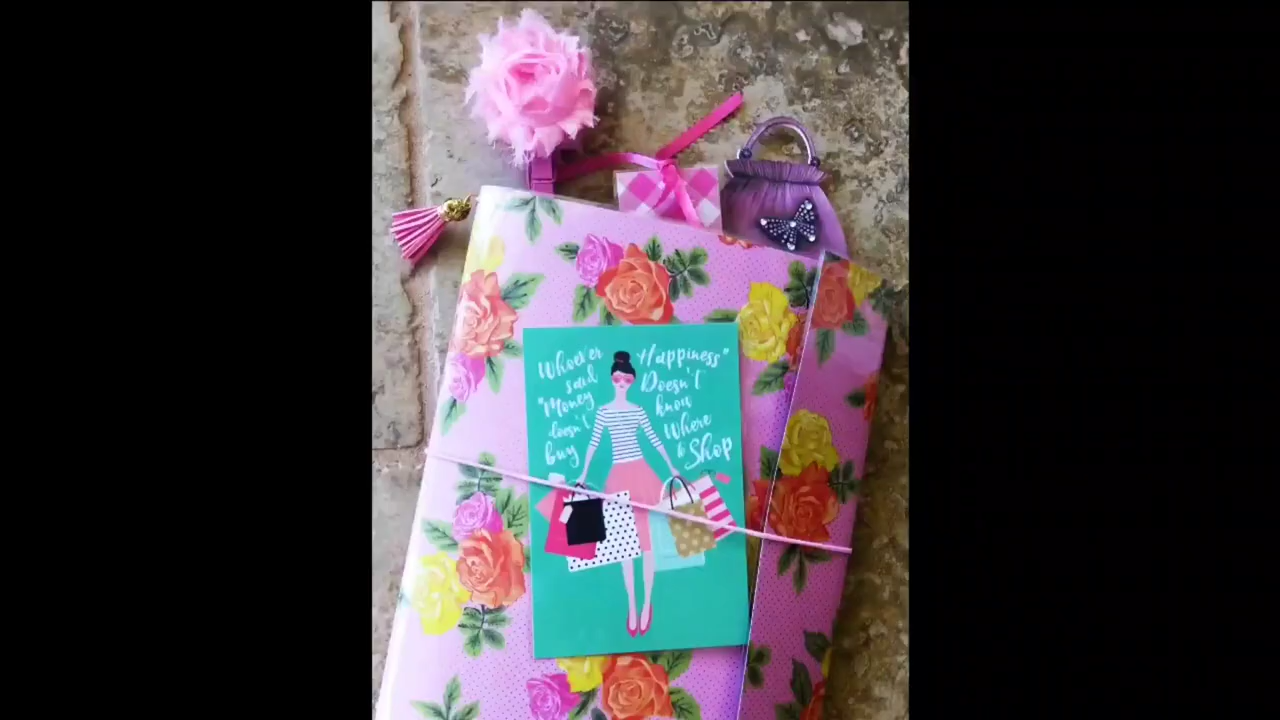 Whoever
said
"Money
doesn't
buy
Happiness"
Doesn't
know
Where
to Shop